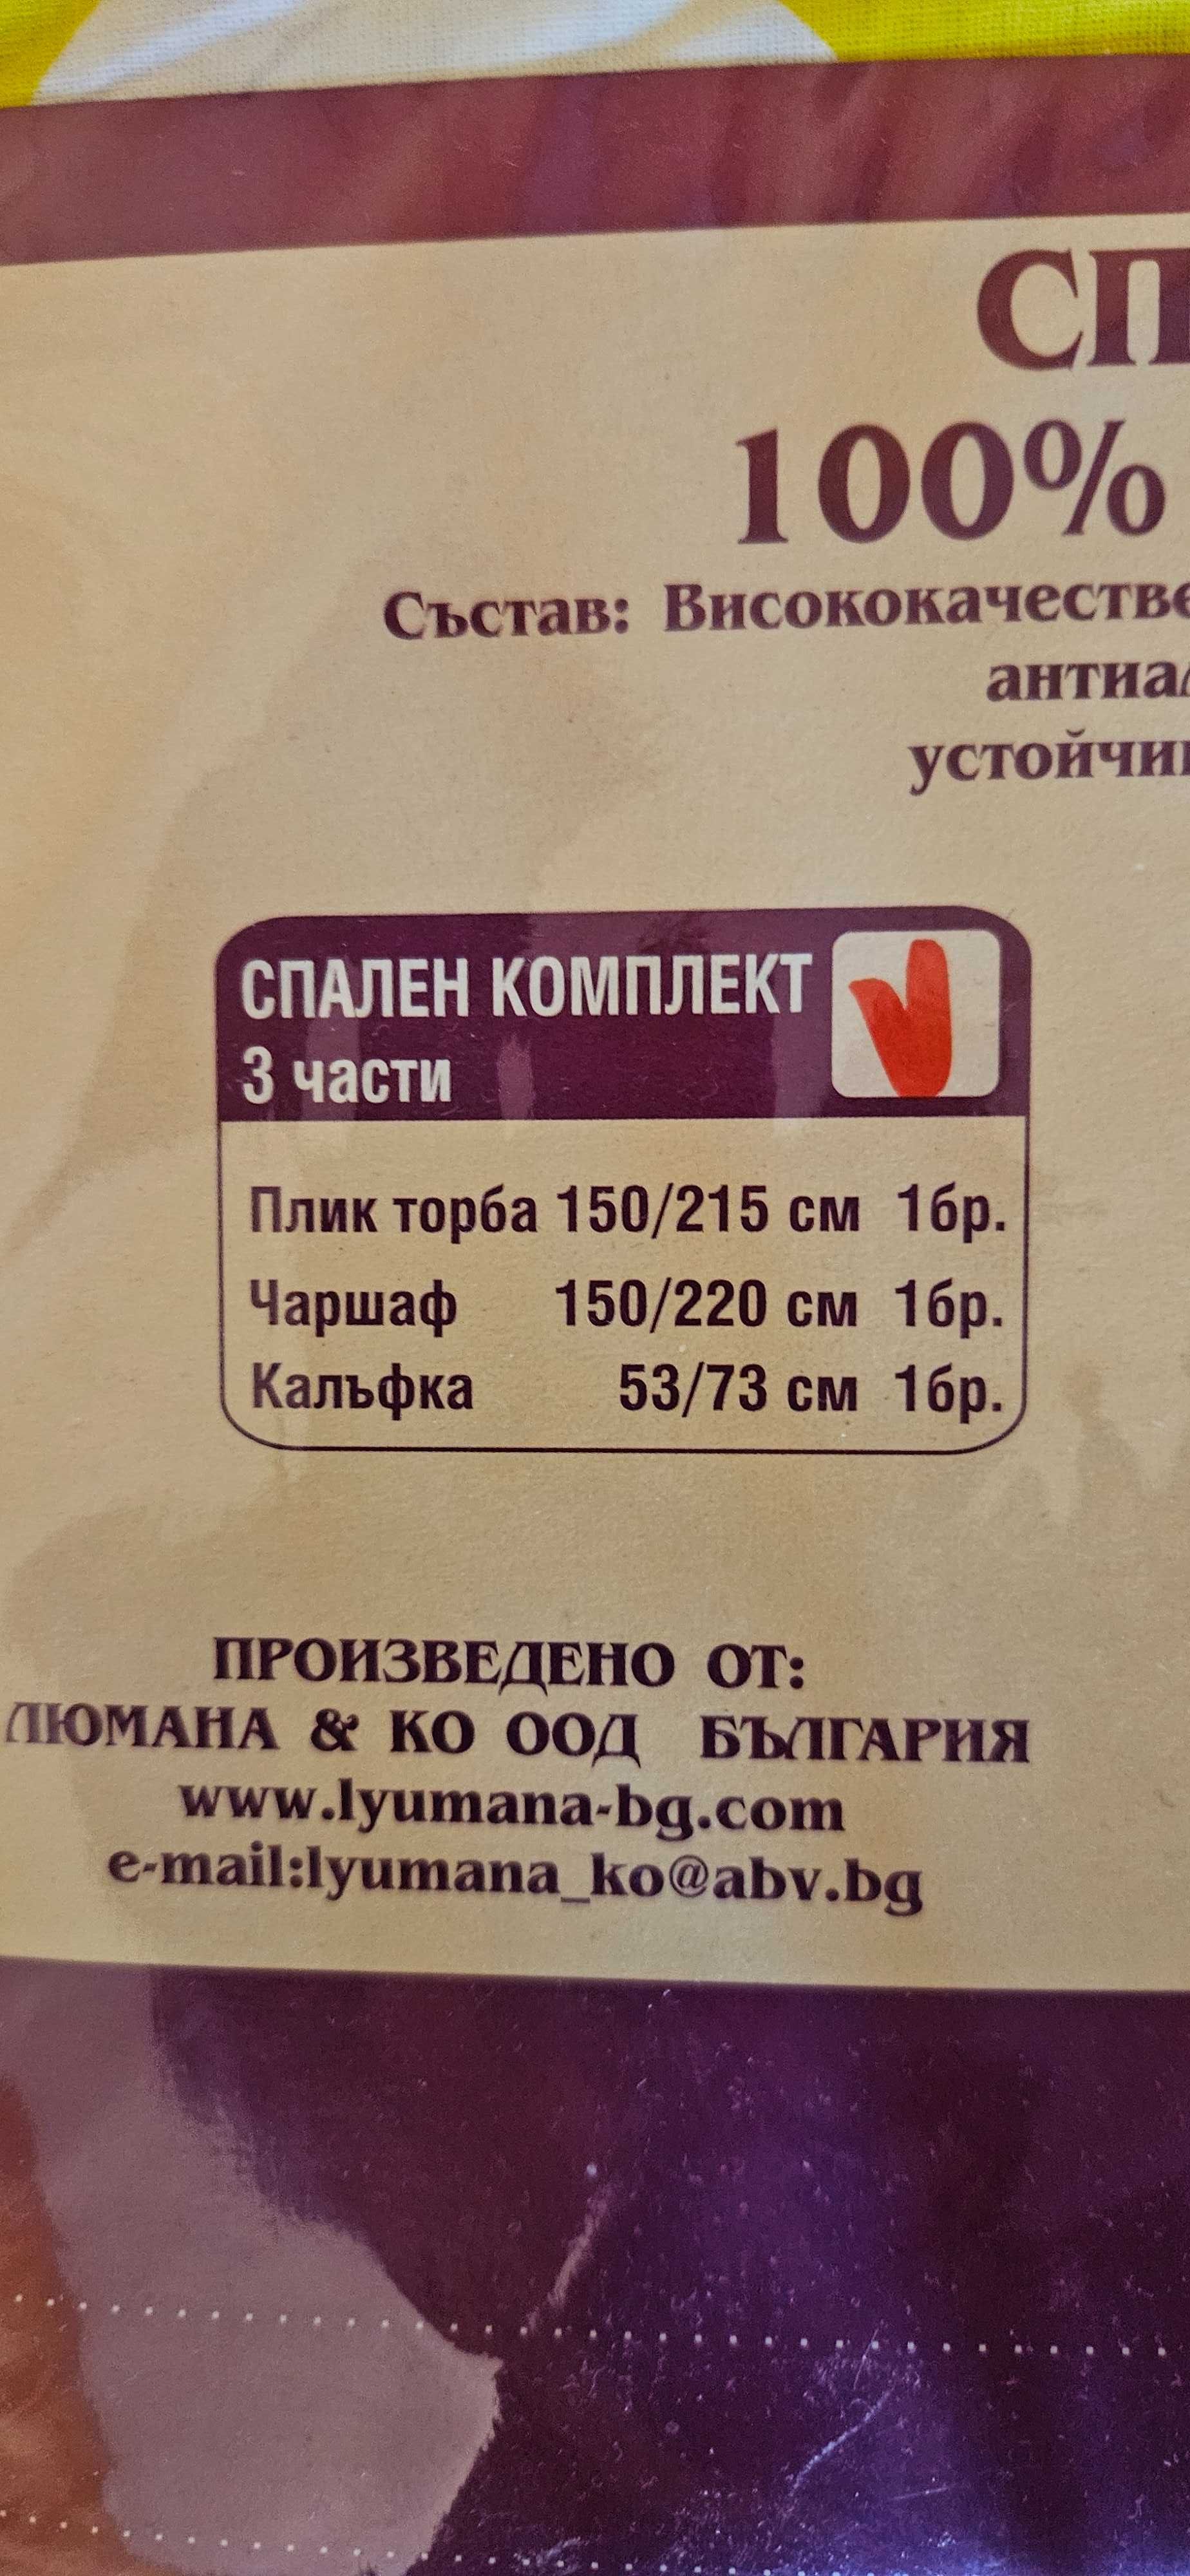 СП
100%
Състав: Висококачестве
антиал
устойчи
СПАЛЕН КОМПЛЕКТ
3 части
Плик торба 150/215 см 1бр.
Чаршаф 150/220 см 1бр.
Калъфка 53/73 см 1бр.
ПРОИЗВЕДЕНО ОТ:
ЛЮМАНА & КО ООД БЪЛГАРИЯ
www.lyumana-bg.com
e-mail:lyumana_ko@abv.bg